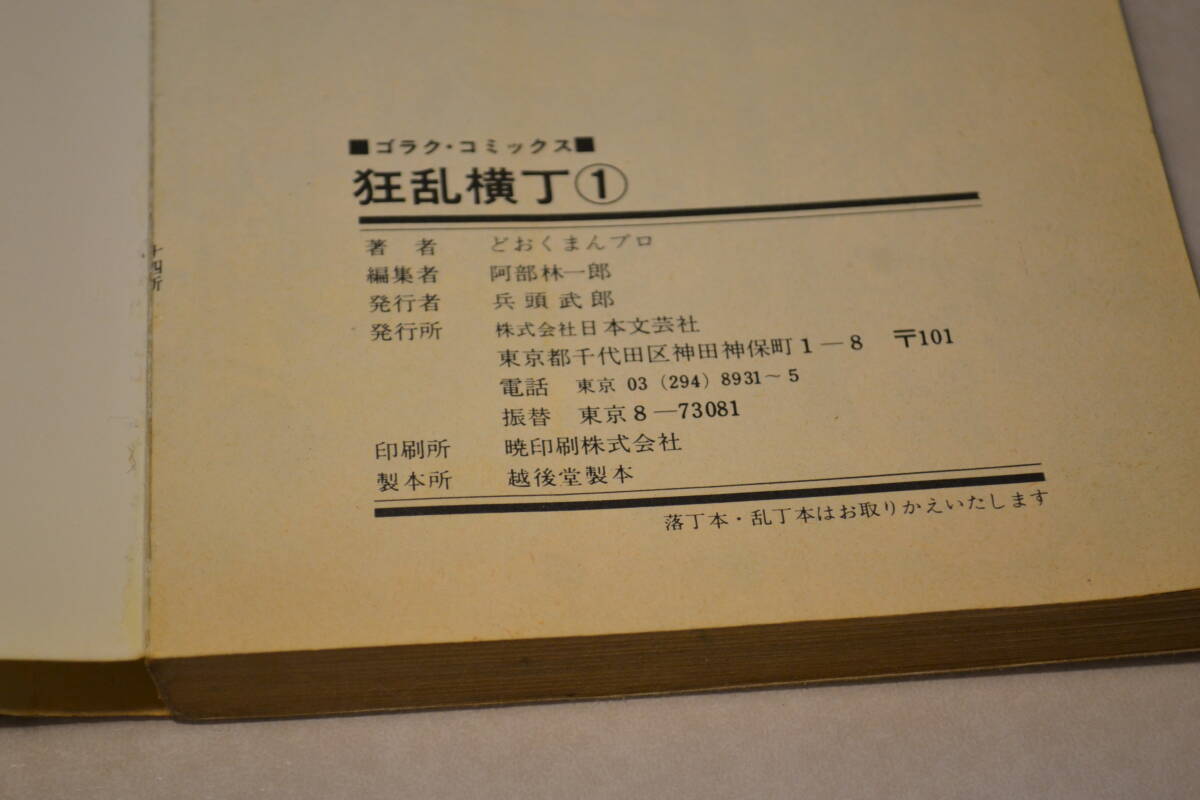 ■ゴラク・コミックス■
狂乱横丁①
著者 どおくまんプロ
編集者 阿部林一郎
発行者 兵頭武郎
発行所 株式会社日本文芸社
東京都千代田区神田神保町1―8 〒101
電話 東京 03(294)8931～5
振替 東京8―73081
印刷所 暁印刷株式会社
製本所 越後堂製本
落丁本・乱丁本はお取りかえいたします